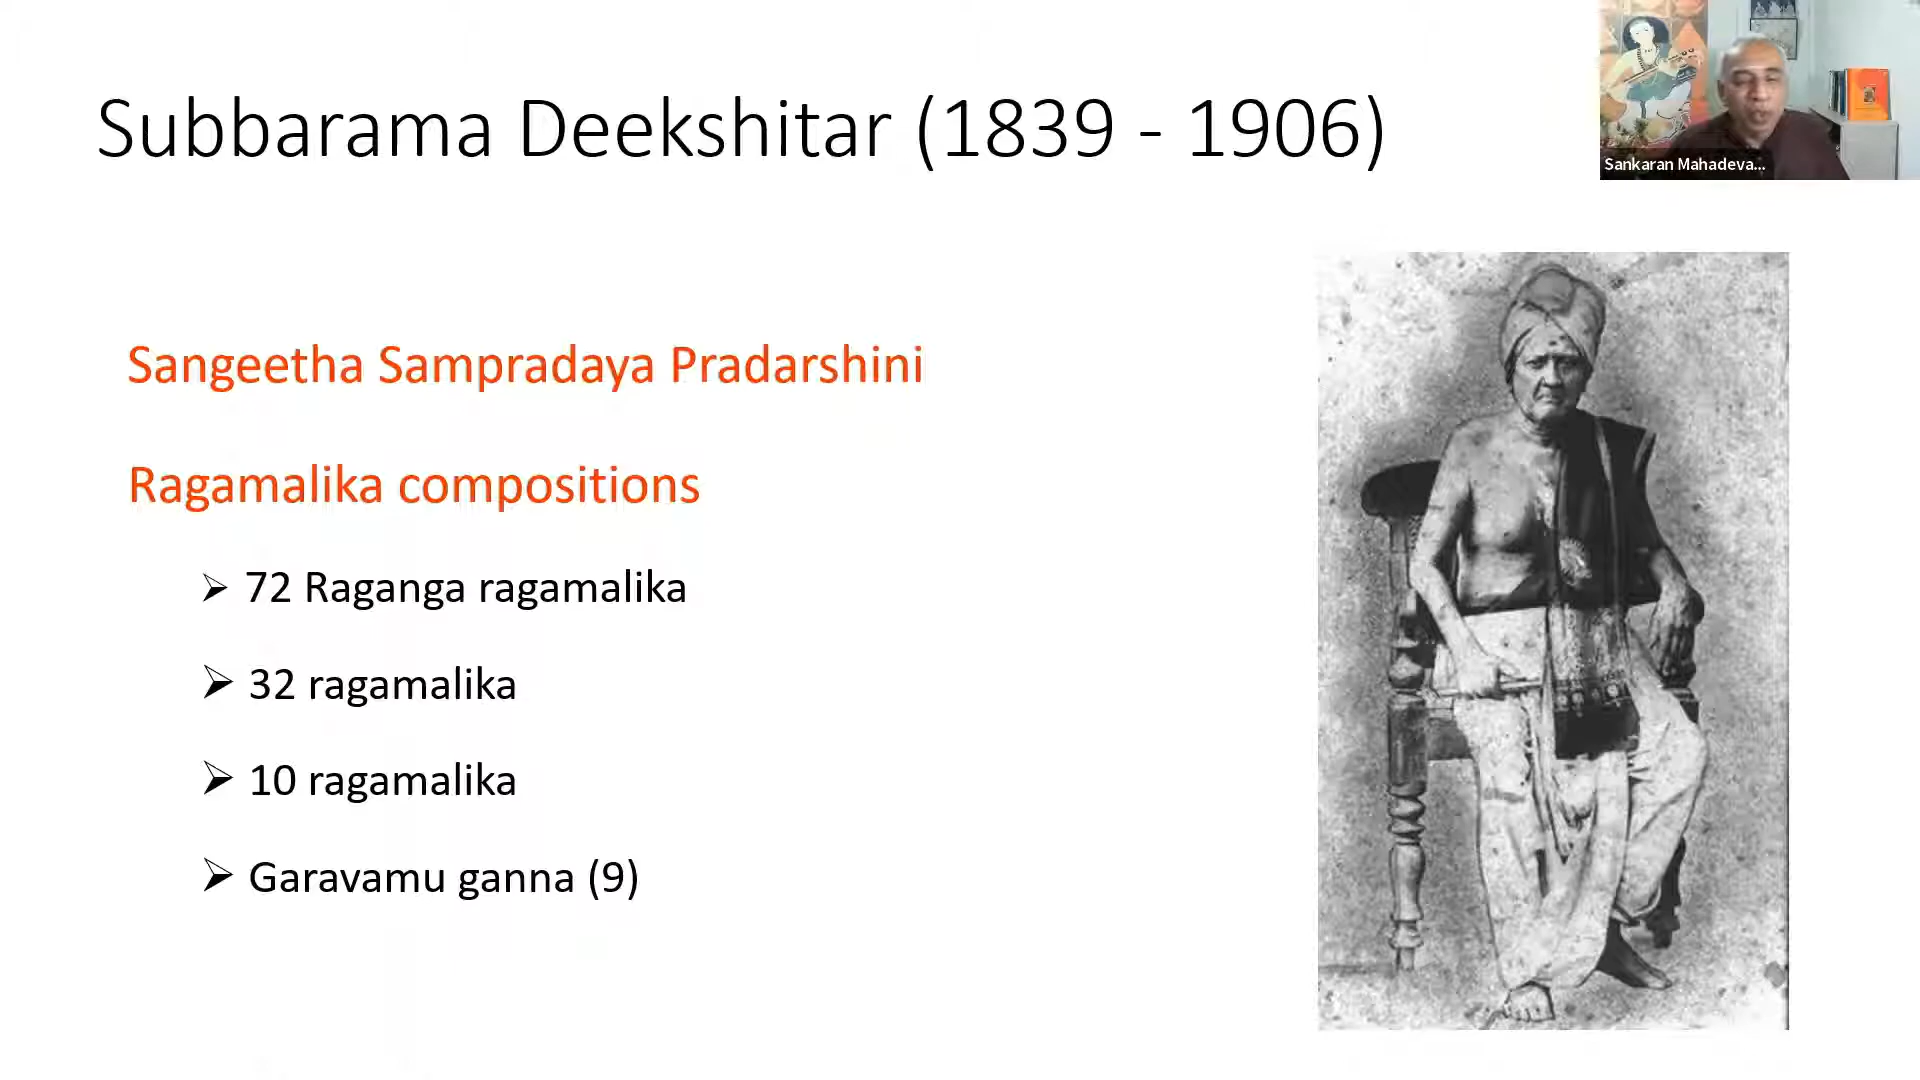 Subbarama Deekshitar (1839 - 1906)
Sankaran Mahadeva...
Sangeetha Sampradaya Pradarshini
Ragamalika compositions
➢ 72 Raganga ragamalika
➢ 32 ragamalika
➢ 10 ragamalika
➢ Garavamu ganna (9)